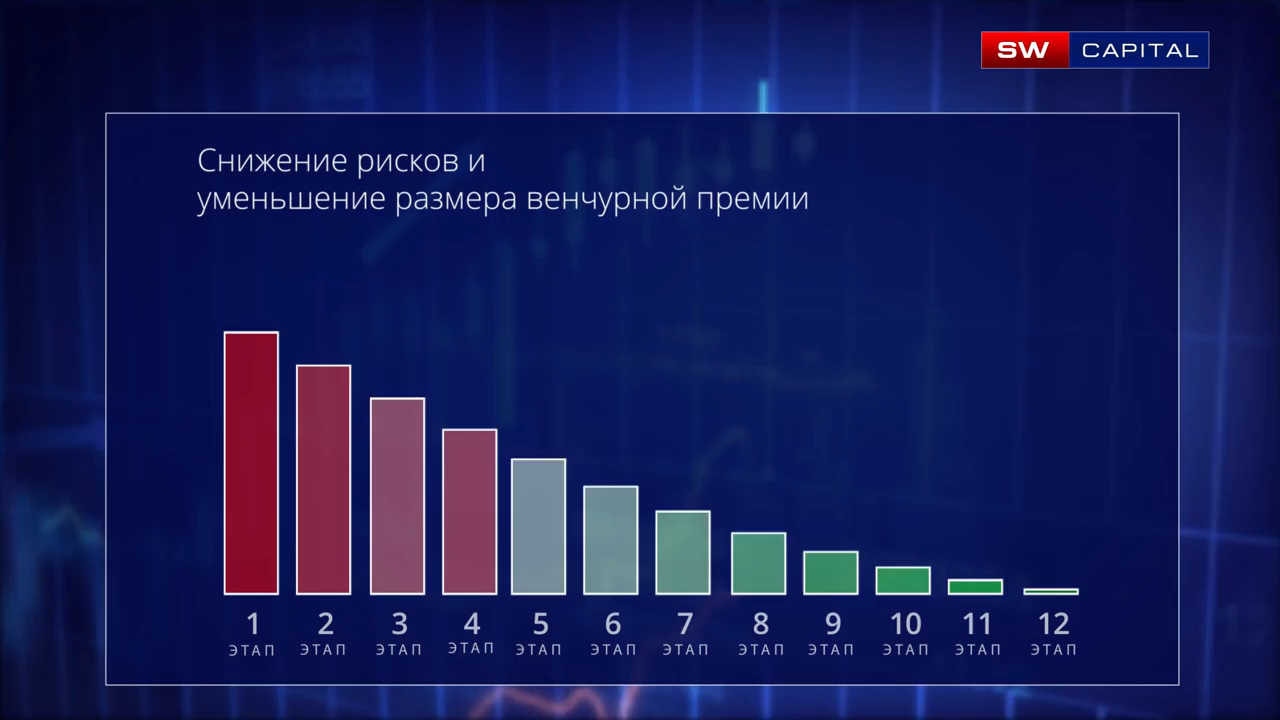 SW CAPITAL
Снижение рисков и
уменьшение размера венчурной премии
1 2 3 4 5 6 7 8 9 10 11 12
ЭТАП ЭТАП ЭТАП ЭТАП ЭТАП ЭТАП ЭТАП ЭТАП ЭТАП ЭТАП ЭТАП ЭТАП